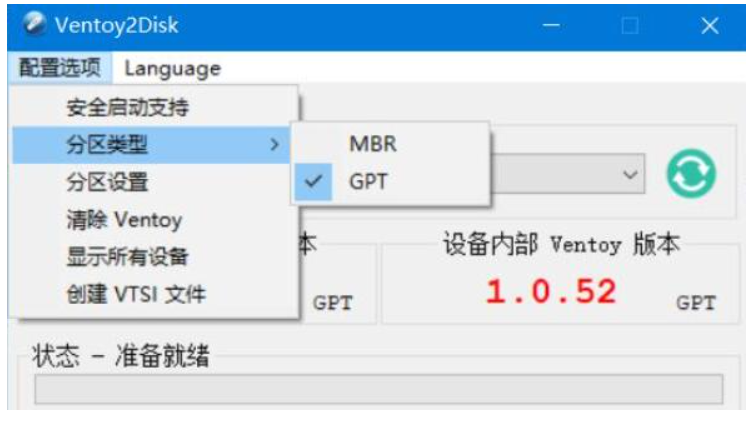 Ventoy2Disk
配置选项 Language
安全启动支持
分区类型
MBR
分区设置
GPT
清除 Ventoy
显示所有设备
创建 VTSI 文件
本
GPT
设备内部 Ventoy 版本
1.0.52
GPT
状态 - 准备就绪